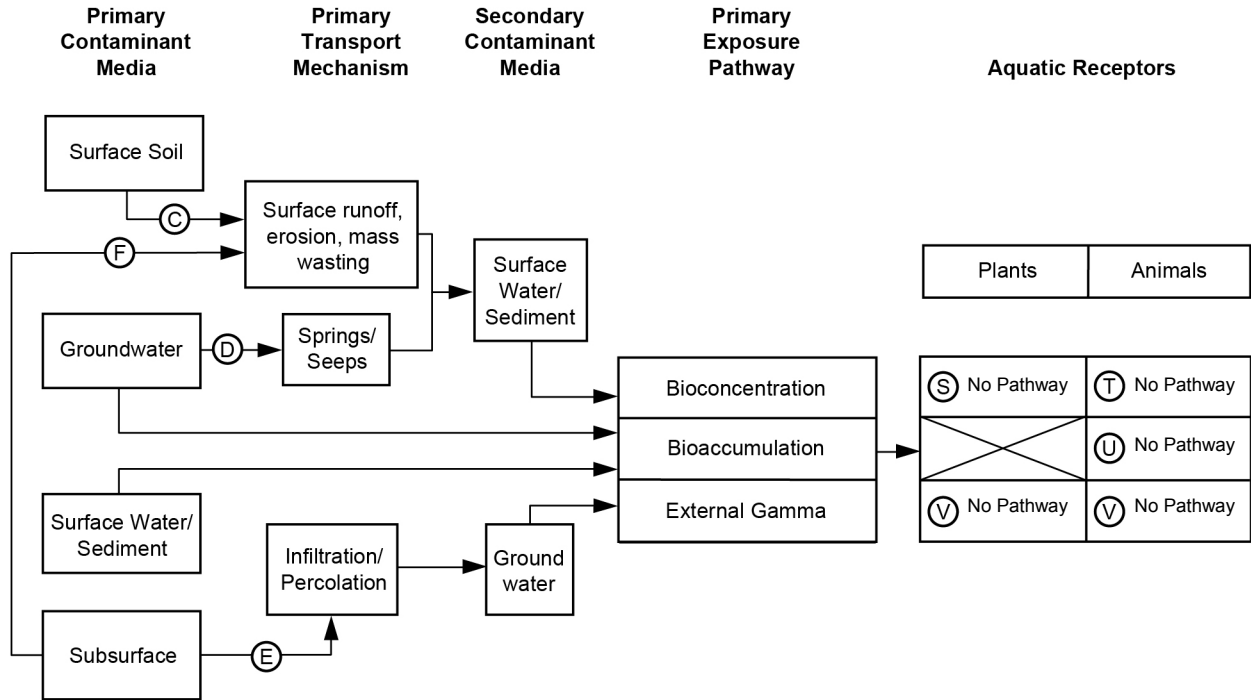 Primary
Contaminant
Media
Primary
Transport
Mechanism
Secondary
Contaminant
Media
Primary
Exposure
Pathway
Aquatic Receptors
Surface Soil
C
F
Surface runoff,
erosion, mass
wasting
Surface
Water/
Sediment
Plants
Animals
Groundwater
D
Springs/
Seeps
Bioconcentration
Bioaccumulation
External Gamma
S No Pathway
T No Pathway
U No Pathway
V No Pathway
V No Pathway
Surface Water/
Sediment
Infiltration/
Percolation
Ground
water
Subsurface
E